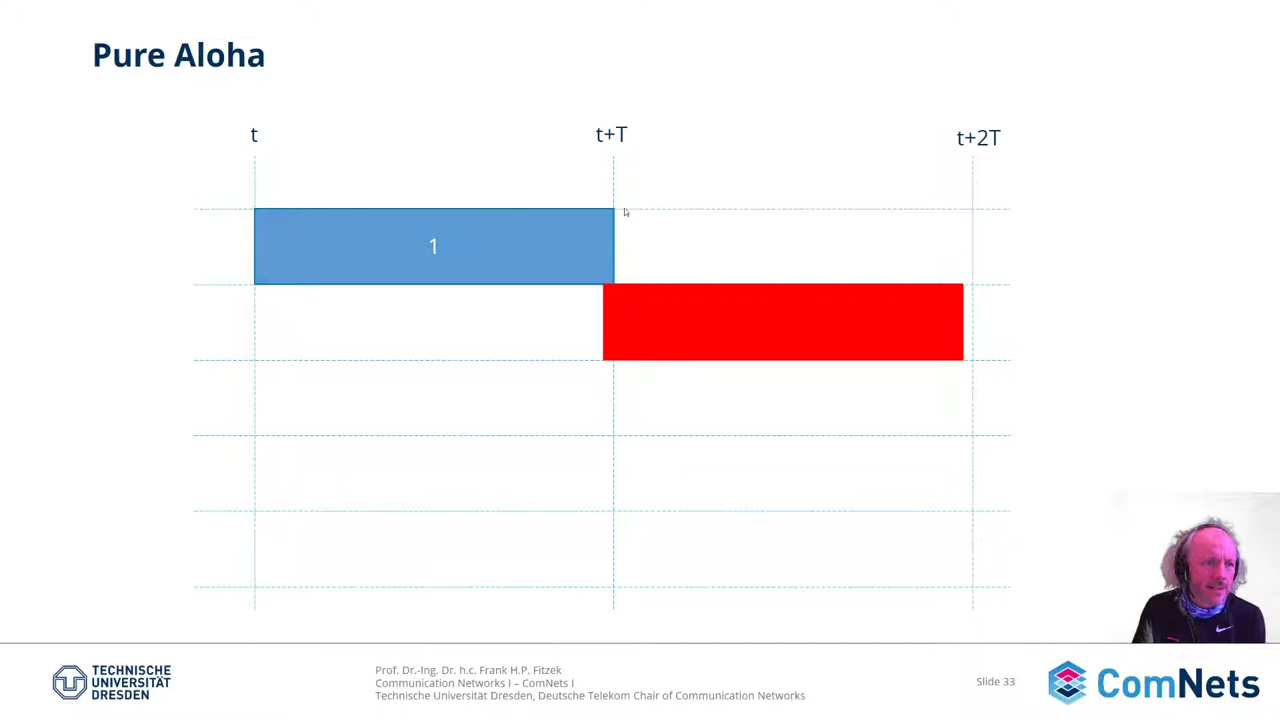 Pure Aloha
t
t+T
t+2T
1
TECHNISCHE
UNIVERSITÄT
DRESDEN
Prof. Dr.-Ing. Dr. h.c. Frank H.P. Fitzek
Communication Networks I – ComNets I
Technische Universität Dresden, Deutsche Telekom Chair of Communication Networks
Slide 33
ComNets